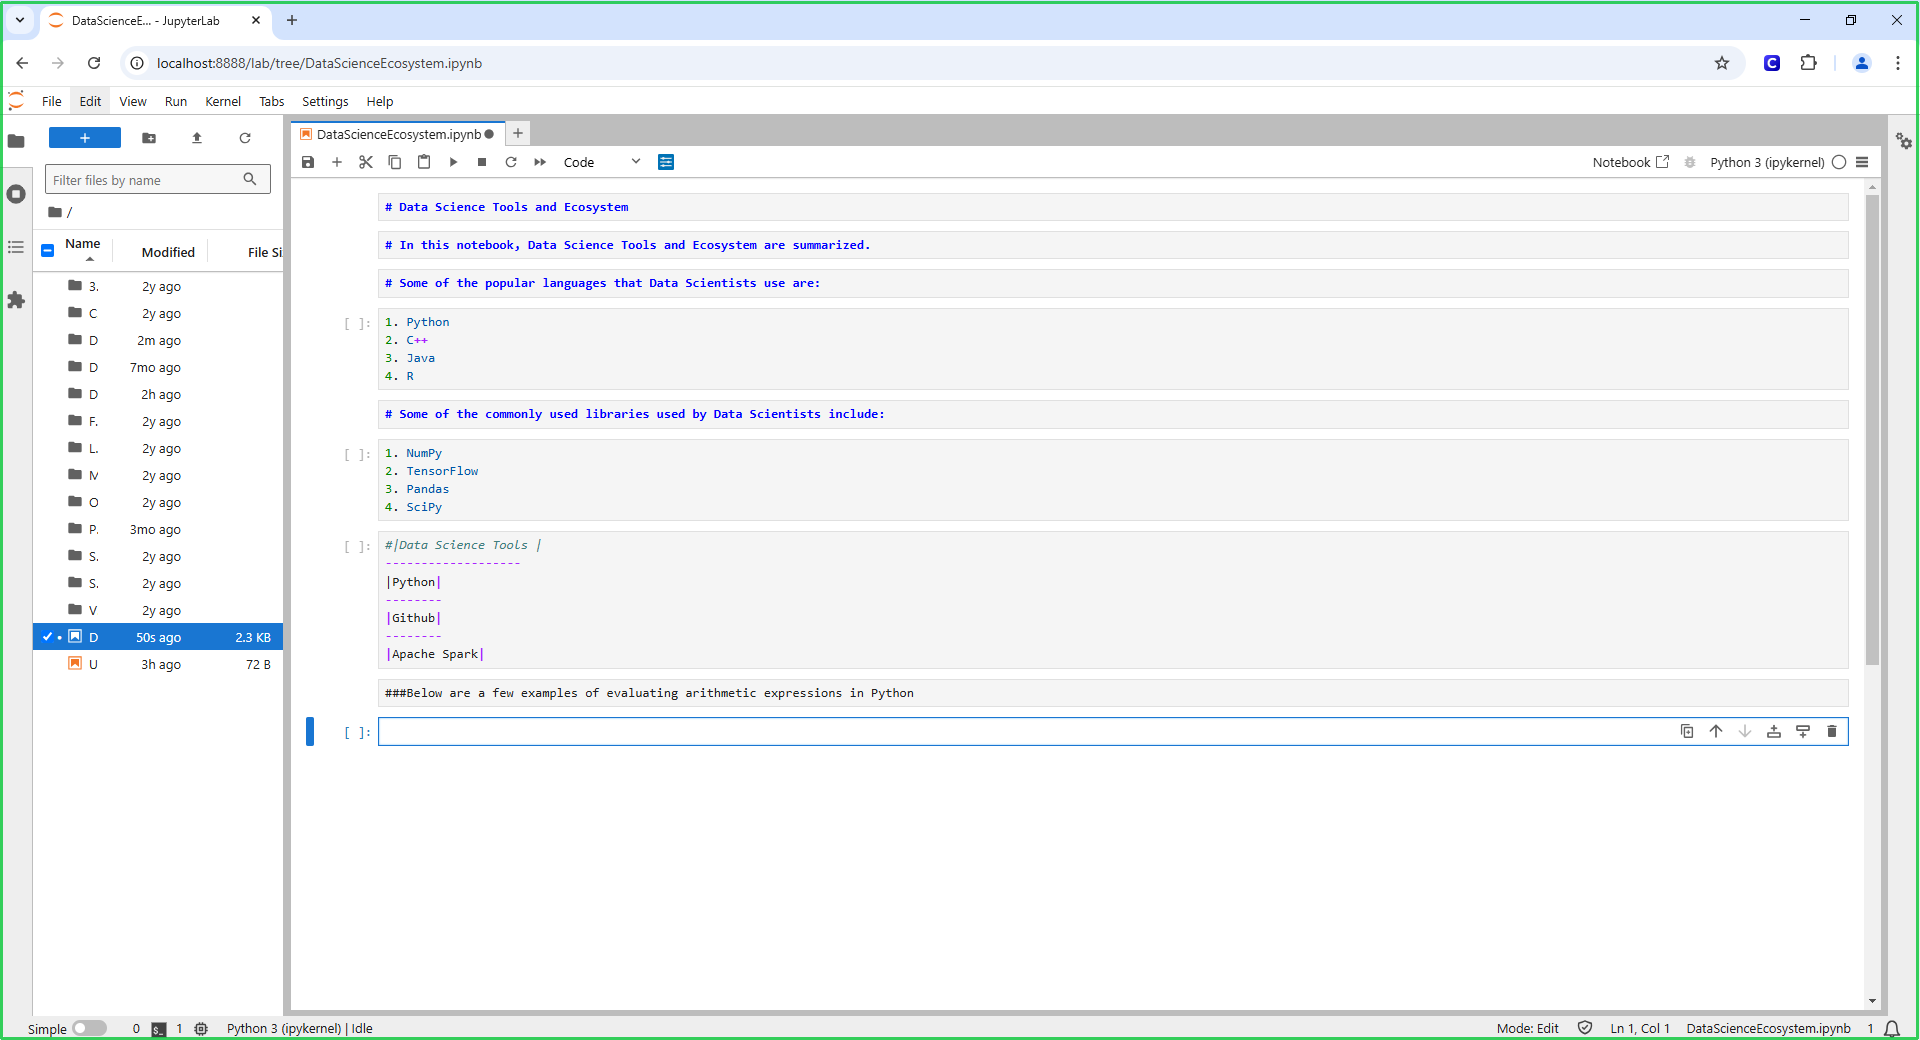 DataScienceE... - JupyterLab
localhost:8888/lab/tree/DataScienceEcosystem.ipynb
C
File Edit View Run Kernel Tabs Settings Help
DataScienceEcosystem.ipynb
Code
Notebook
Python 3 (ipykernel)
Filter files by name
/
Name Modified File Si
3. 2y ago
C 2y ago
D 2m ago
D 7mo ago
D 2h ago
F. 2y ago
L. 2y ago
M 2y ago
O 2y ago
P. 3mo ago
S. 2y ago
S. 2y ago
V 2y ago
D 50s ago 2.3 KB
U 3h ago 72 B
# Data Science Tools and Ecosystem
# In this notebook, Data Science Tools and Ecosystem are summarized.
# Some of the popular languages that Data Scientists use are:
[ ]: 1. Python
2. C++
3. Java
4. R
# Some of the commonly used libraries used by Data Scientists include:
[ ]: 1. NumPy
2. TensorFlow
3. Pandas
4. SciPy
[ ]: #|Data Science Tools |
-------------------
|Python|
--------
|Github|
--------
|Apache Spark|
###Below are a few examples of evaluating arithmetic expressions in Python
[ ]:
Simple 0 $_ 1 Python 3 (ipykernel) | Idle
Mode: Edit Ln 1, Col 1 DataScienceEcosystem.ipynb 1